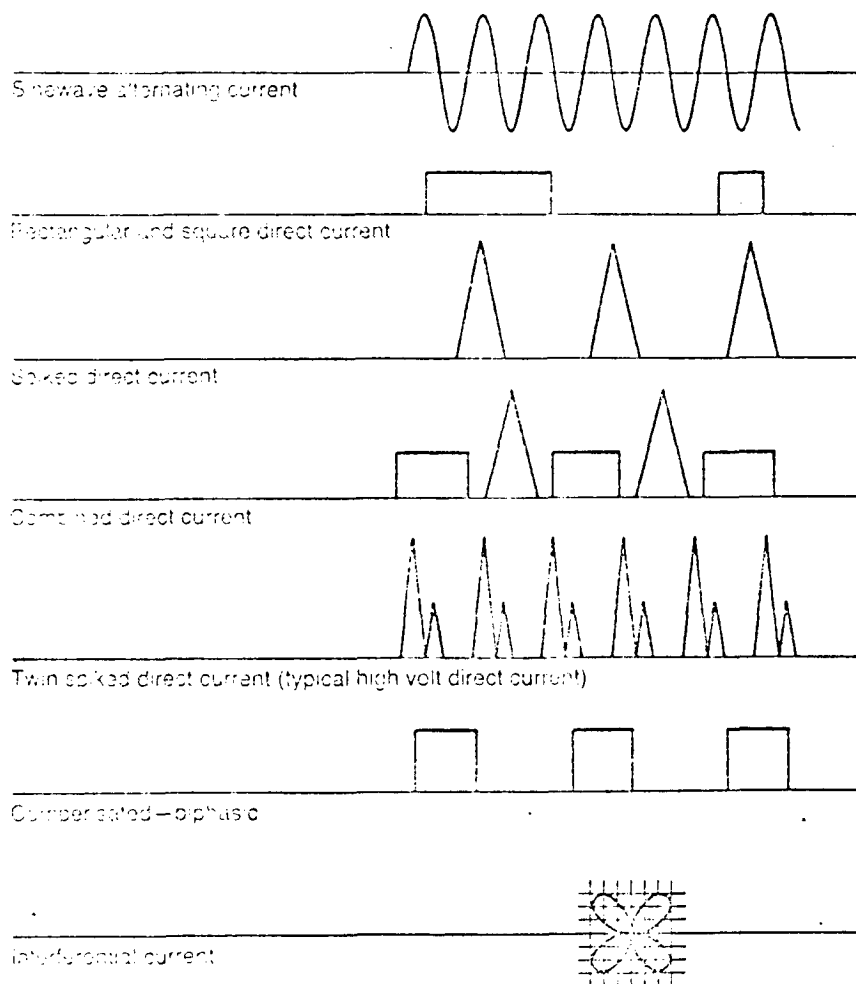 Sinewave alternating current
Rectangular and square direct current
Spiked direct current
Combined direct current
Twin spiked direct current (typical high volt direct current)
Compensated—biphasic
Interferential current